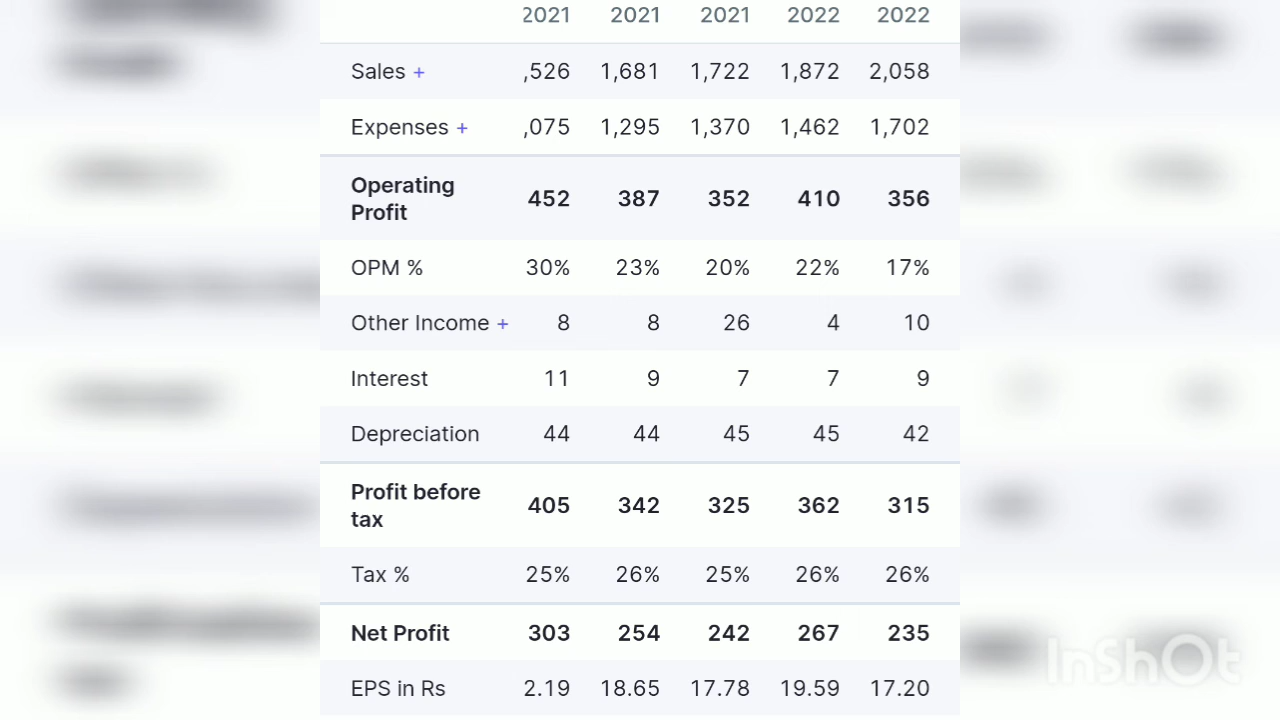 2021 2021 2021 2022 2022
Sales + ,526 1,681 1,722 1,872 2,058
Expenses + ,075 1,295 1,370 1,462 1,702
Operating
Profit 452 387 352 410 356
OPM % 30% 23% 20% 22% 17%
Other Income + 8 8 26 4 10
Interest 11 9 7 7 9
Depreciation 44 44 45 45 42
Profit before
tax 405 342 325 362 315
Tax % 25% 26% 25% 26% 26%
Net Profit 303 254 242 267 235
InShOt
EPS in Rs 2.19 18.65 17.78 19.59 17.20